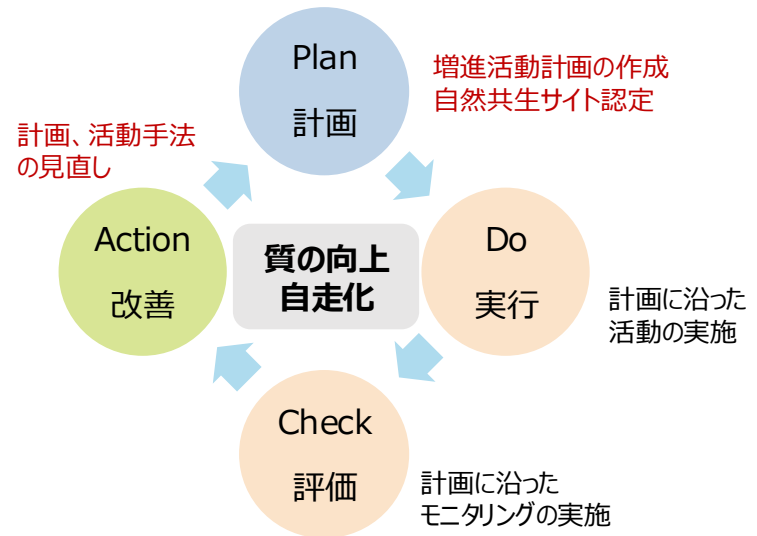 Plan
計画
増進活動計画の作成
自然共生サイト認定
計画、活動手法
の見直し
Action
改善
質の向上
自走化
Do
実行
計画に沿った
活動の実施
Check
評価
計画に沿った
モニタリングの実施